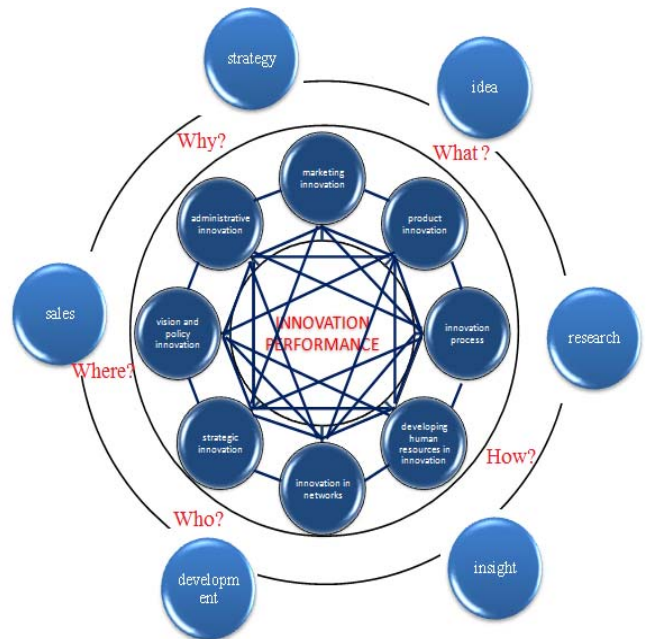 strategy
idea
Why?
What?
marketing
innovation
administrative
innovation
product
innovation
sales
vision and
policy
innovation
INNOVATION
PERFORMANCE
innovation
process
research
Where?
strategic
innovation
developing
human
resources in
innovation
How?
innovation in
networks
Who?
developm
ent
insight